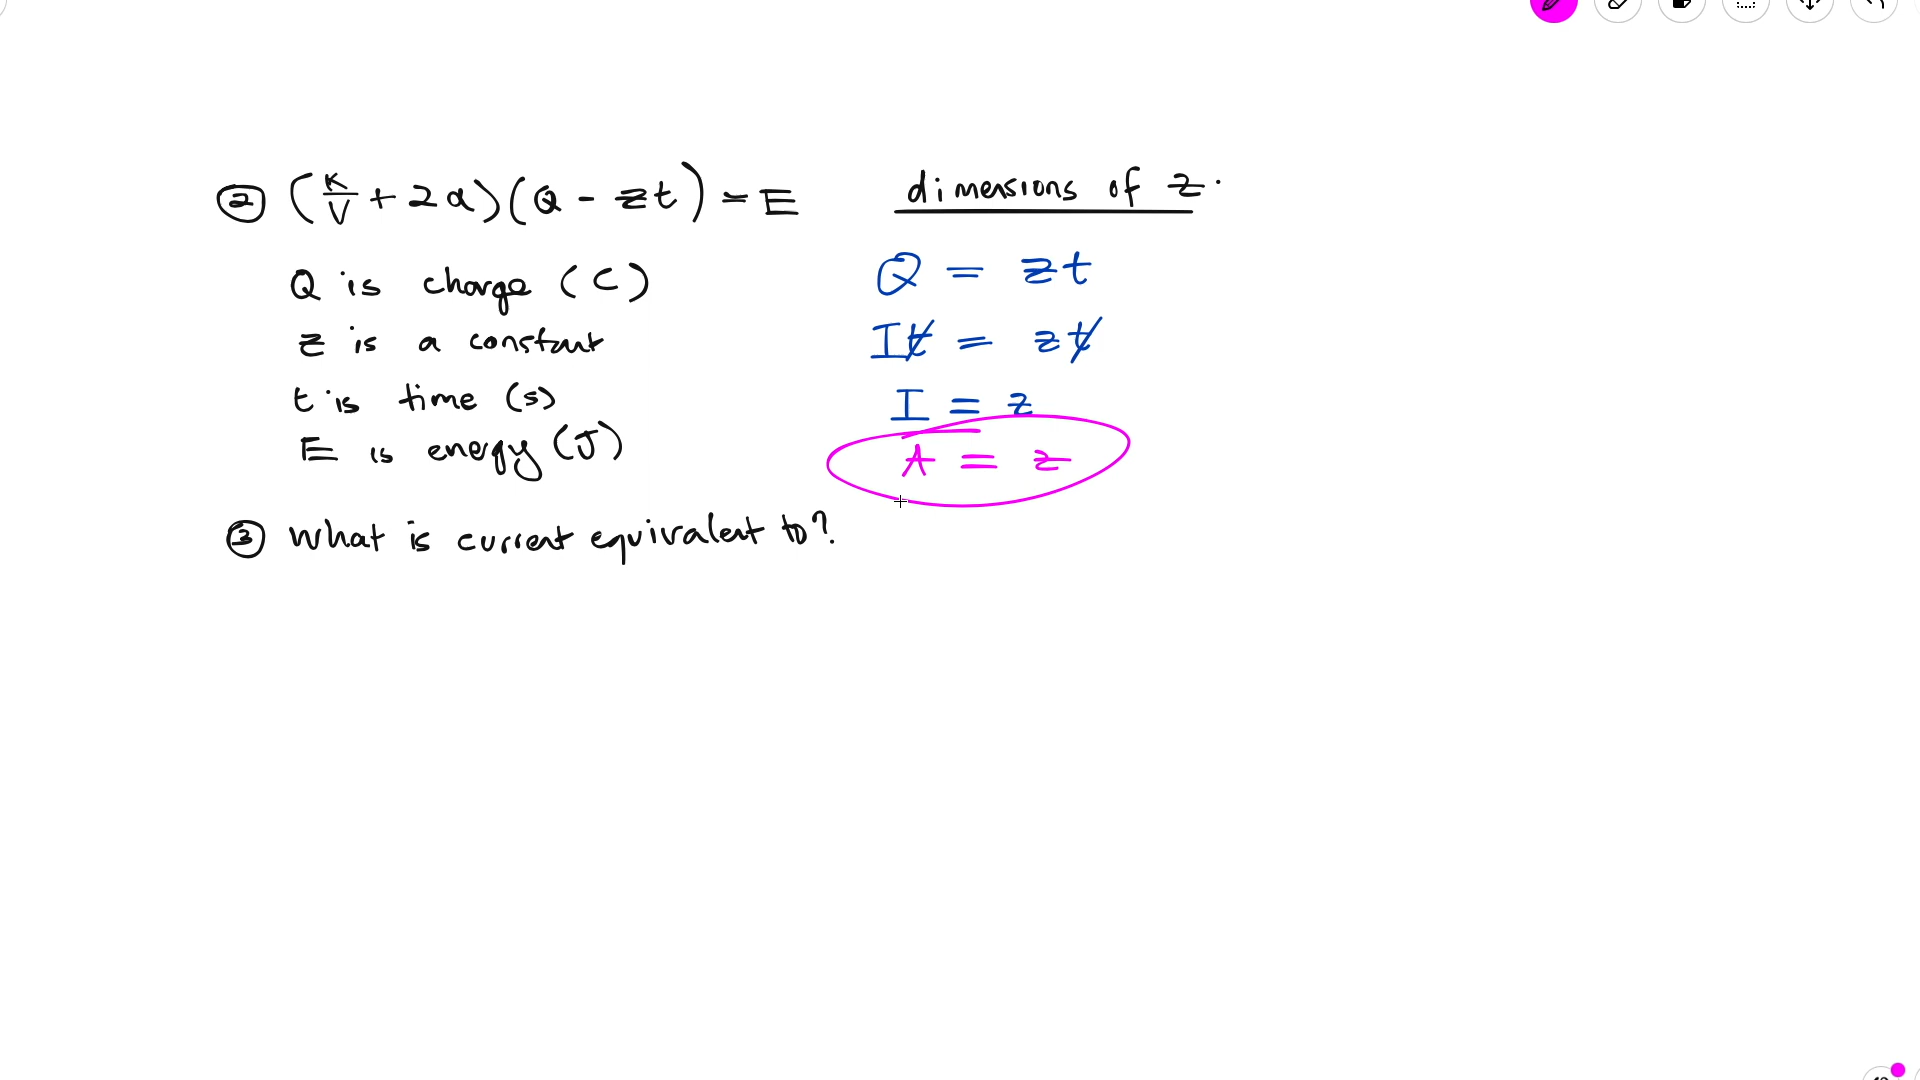 ② (K/V + 2α)(Q - zt) = E
dimensions of z.
Q is charge (C)
z is a constant
t is time (s)
E is energy (J)
Q = zt
It = zt
I = z
A = z
③ What is current equivalent to?